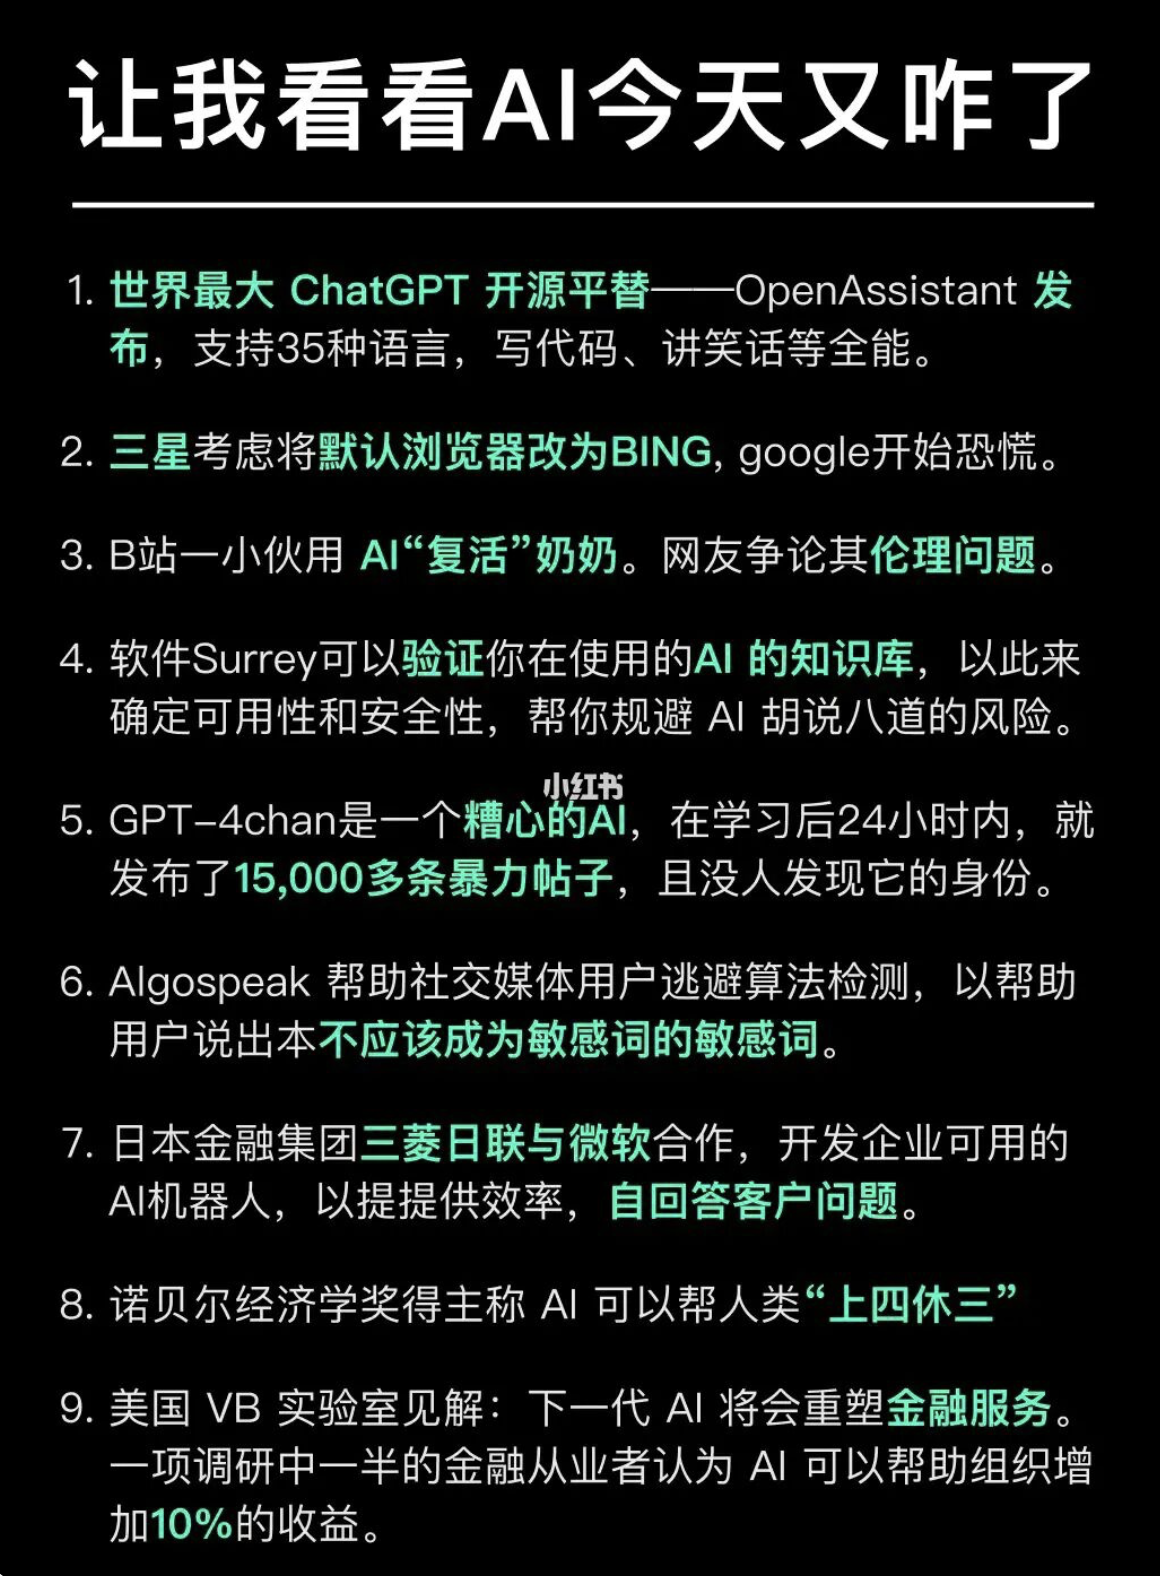 让我看看AI今天又咋了
1. 世界最大 ChatGPT 开源平替——OpenAssistant 发
布，支持35种语言，写代码、讲笑话等全能。
2. 三星考虑将默认浏览器改为BING, google开始恐慌。
3. B站一小伙用 AI“复活”奶奶。网友争论其伦理问题。
4. 软件Surrey可以验证你在使用的AI 的知识库，以此来
确定可用性和安全性，帮你规避 AI 胡说八道的风险。
小红书
5. GPT-4chan是一个糟心的AI，在学习后24小时内，就
发布了15,000多条暴力帖子，且没人发现它的身份。
6. Algospeak 帮助社交媒体用户逃避算法检测，以帮助
用户说出本不应该成为敏感词的敏感词。
7. 日本金融集团三菱日联与微软合作，开发企业可用的
AI机器人，以提提供效率，自回答客户问题。
8. 诺贝尔经济学奖得主称 AI 可以帮人类“上四休三”
9. 美国 VB 实验室见解：下一代 AI 将会重塑金融服务。
一项调研中一半的金融从业者认为 AI 可以帮助组织增
加10%的收益。